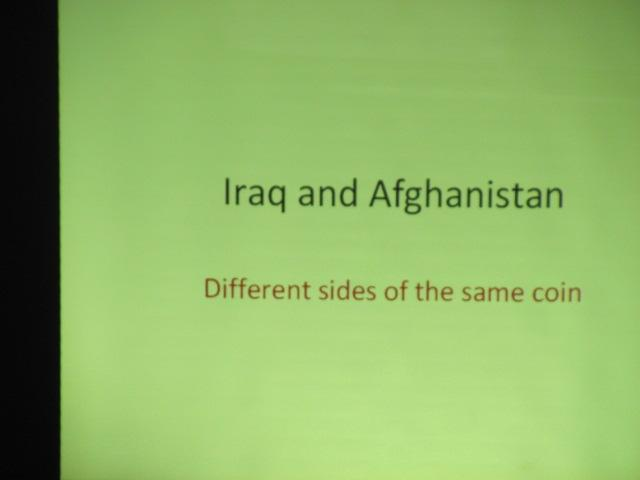 Iraq and Afghanistan
Different sides of the same coin